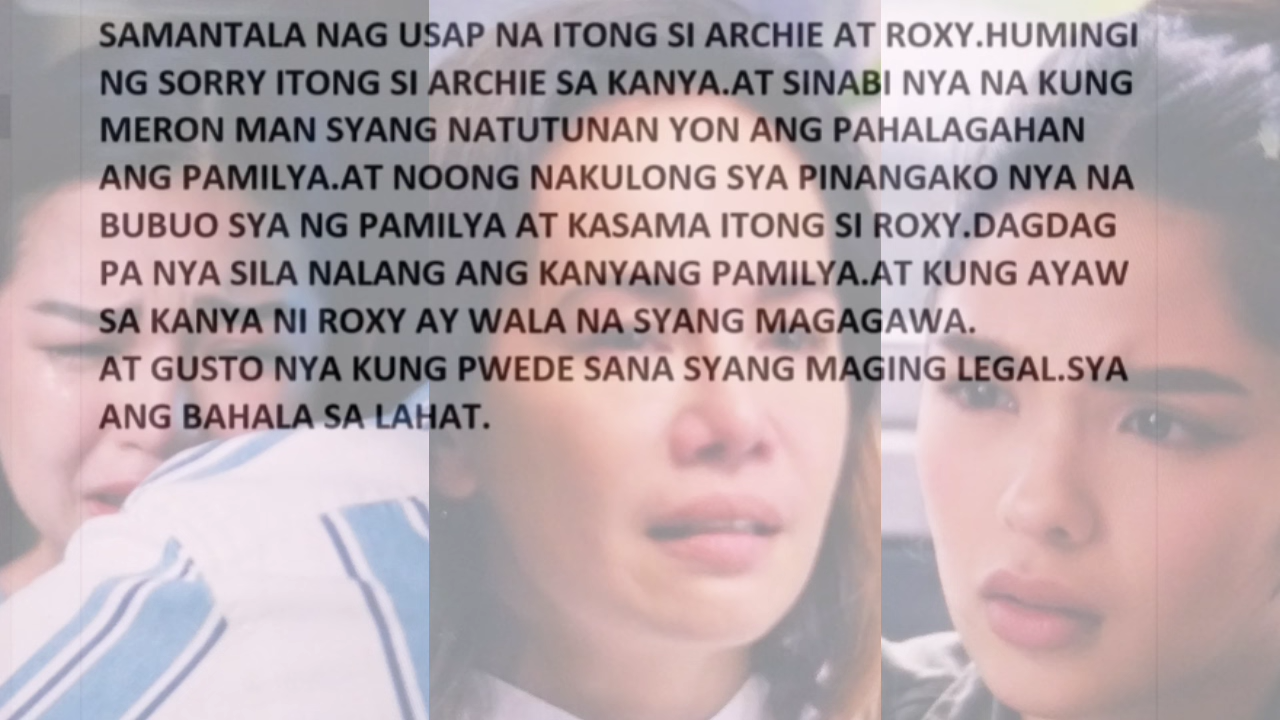 SAMANTALA NAG USAP NA ITONG SI ARCHIE AT ROXY.HUMINGI
NG SORRY ITONG SI ARCHIE SA KANYA.AT SINABI NYA NA KUNG
MERON MAN SYANG NATUTUNAN YON ANG PAHALAGAHAN
ANG PAMILYA.AT NOONG NAKULONG SYA PINANGAKO NYA NA
BUBUO SYA NG PAMILYA AT KASAMA ITONG SI ROXY.DAGDAG
PA NYA SILA NALANG ANG KANYANG PAMILYA.AT KUNG AYAW
SA KANYA NI ROXY AY WALA NA SYANG MAGAGAWA.
AT GUSTO NYA KUNG PWEDE SANA SYANG MAGING LEGAL.SYA
ANG BAHALA SA LAHAT.